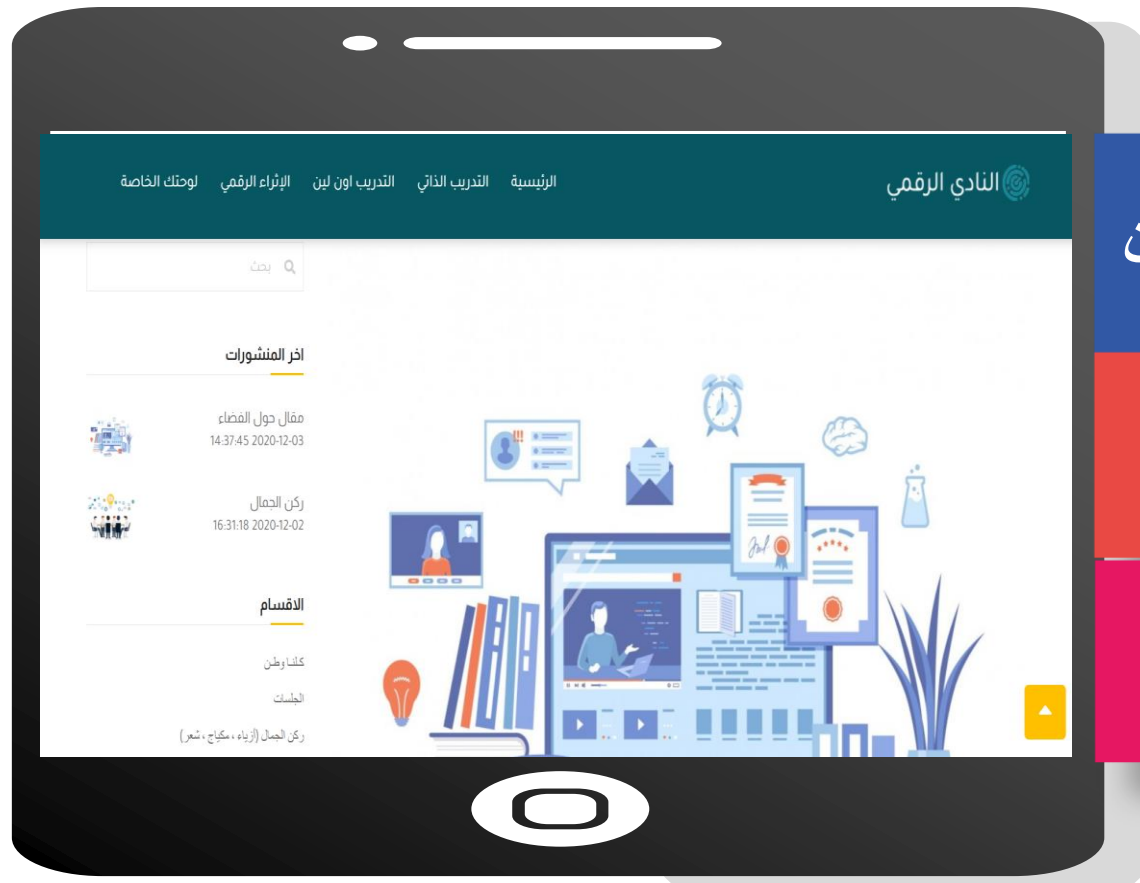 النادي الرقمي
الرئيسية التدريب الذاتي التدريب اون لين الإثراء الرقمي لوحتك الخاصة
بحث
اخر المنشورات
مقال حول الفضاء
2020-12-03 14:37:45
ركن الجمال
2020-12-02 16:31:18
الاقسام
كلنا وطن
الجلسات
ركن الجمال (أزياء ، مكياج ، شعر )